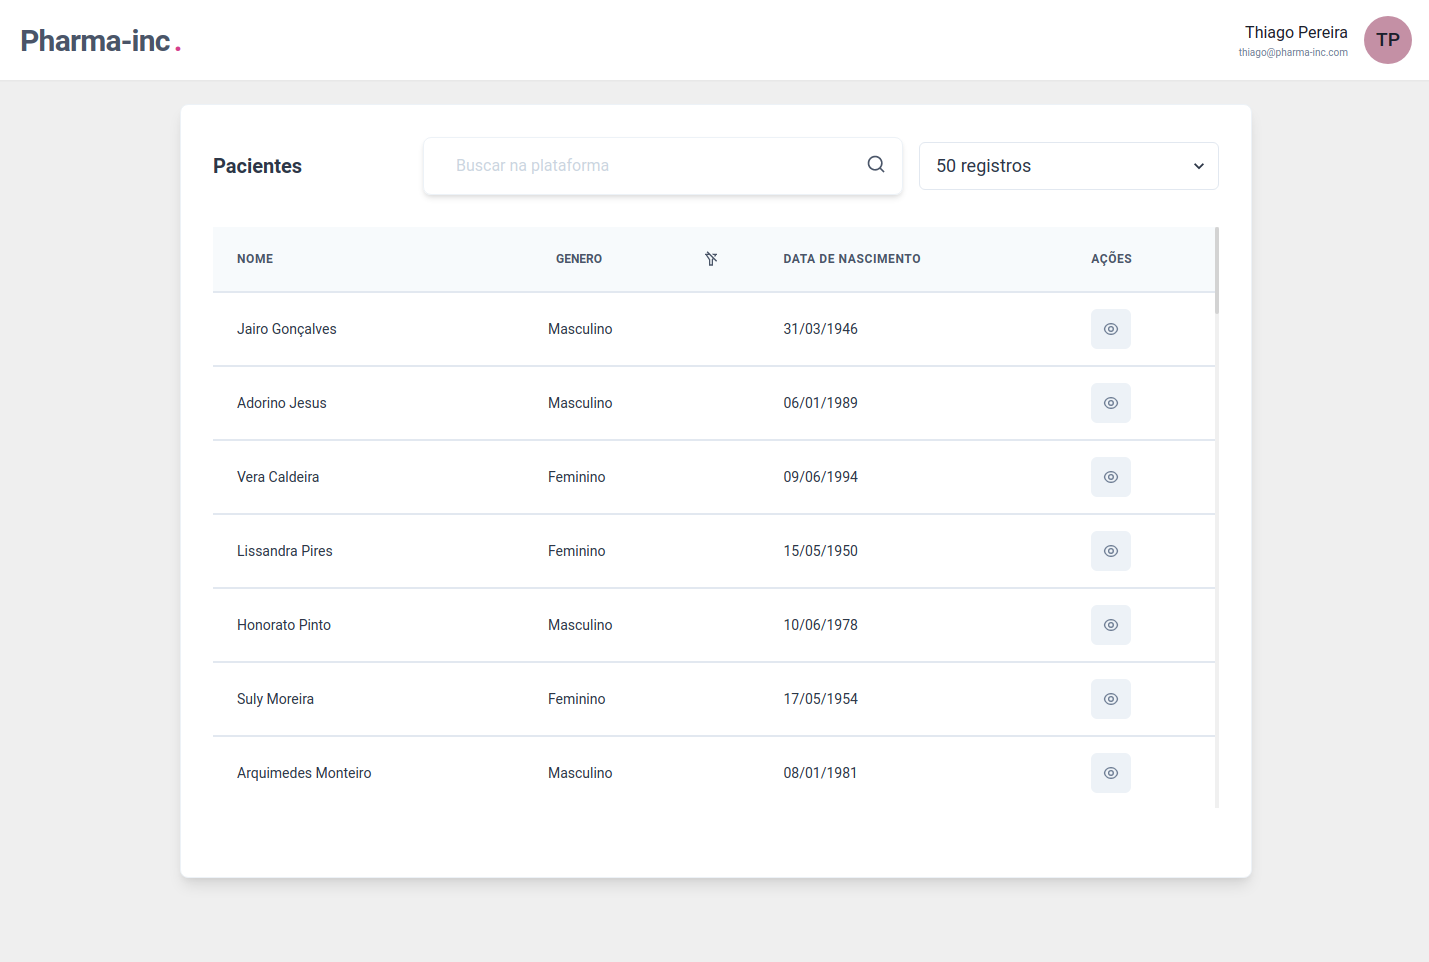 Pharma-inc.
Thiago Pereira
thiago@pharma-inc.com
TP
Pacientes
Buscar na plataforma
50 registros
NOME GENERO DATA DE NASCIMENTO AÇÕES
Jairo Gonçalves Masculino 31/03/1946
Adorino Jesus Masculino 06/01/1989
Vera Caldeira Feminino 09/06/1994
Lissandra Pires Feminino 15/05/1950
Honorato Pinto Masculino 10/06/1978
Suly Moreira Feminino 17/05/1954
Arquimedes Monteiro Masculino 08/01/1981